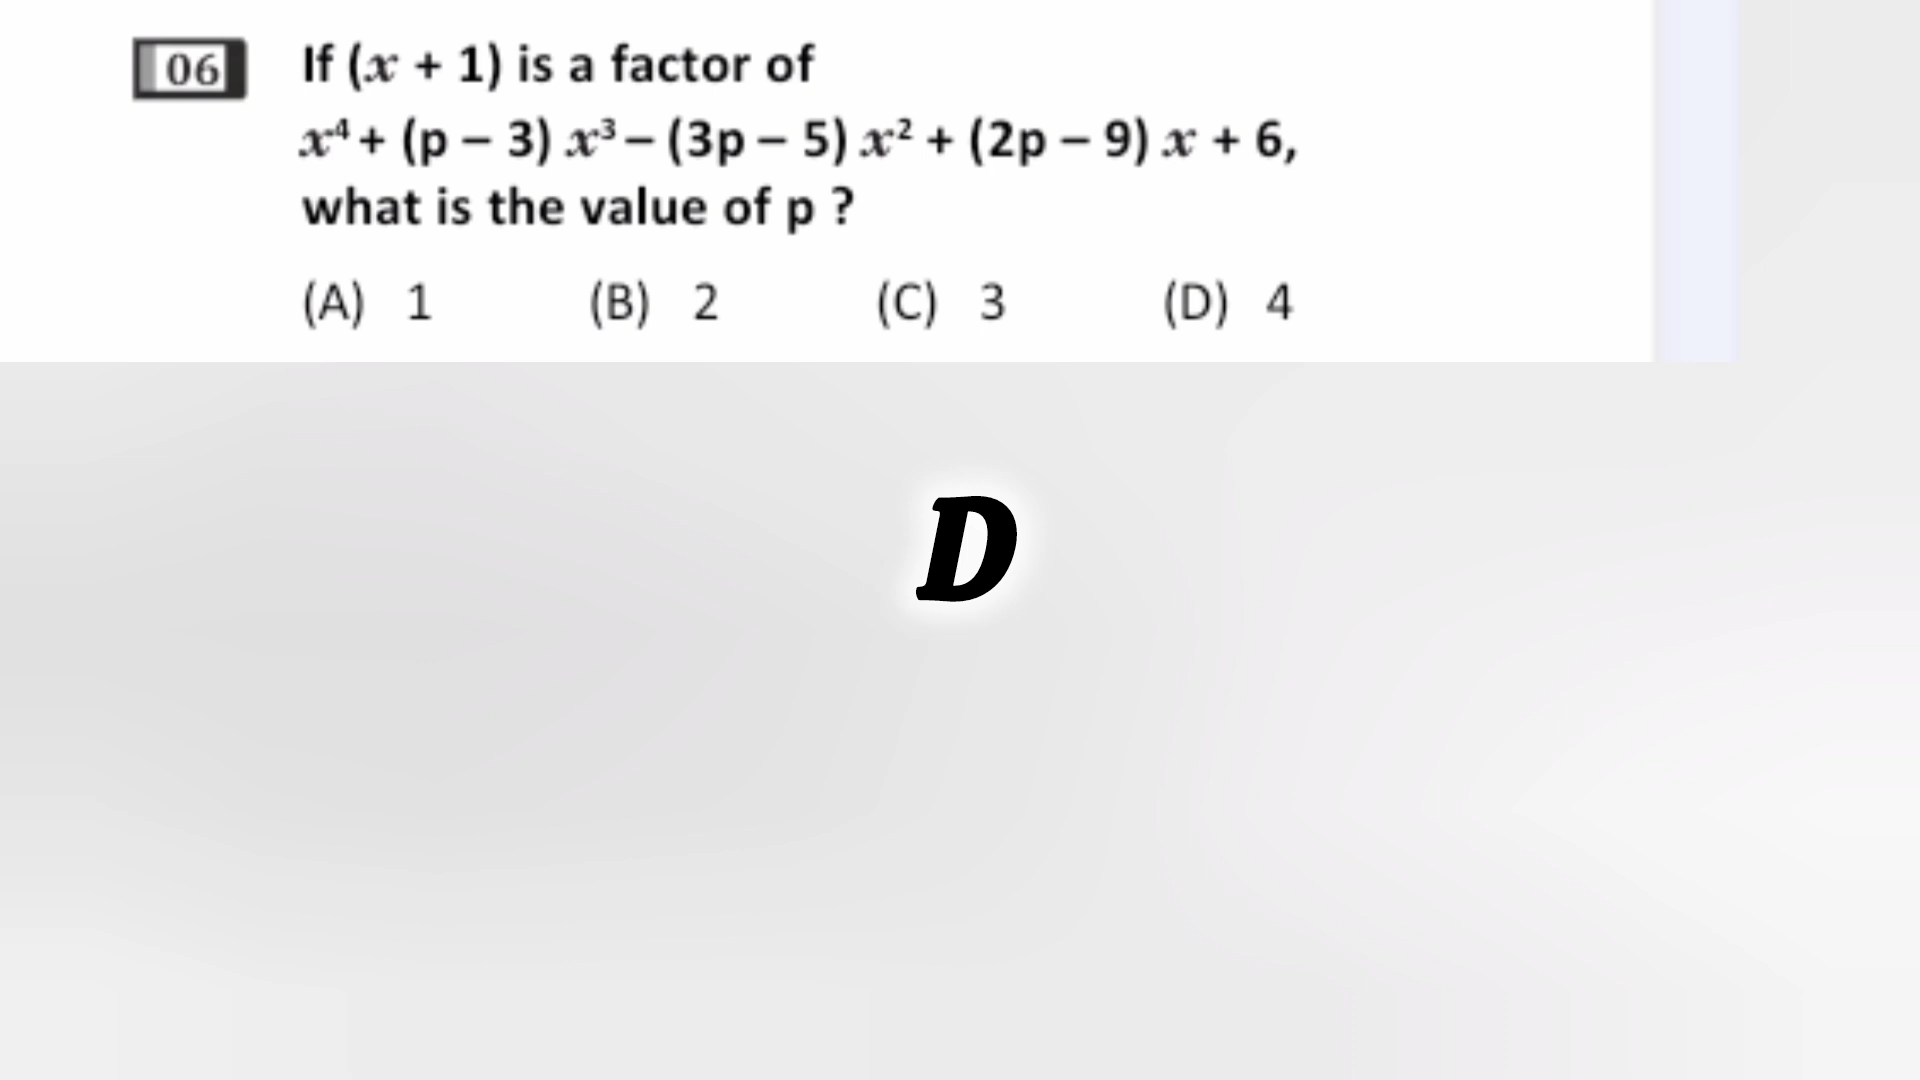 06 If (x + 1) is a factor of
x⁴ + (p – 3) x³ – (3p – 5) x² + (2p – 9) x + 6,
what is the value of p ?
(A) 1 (B) 2 (C) 3 (D) 4
D